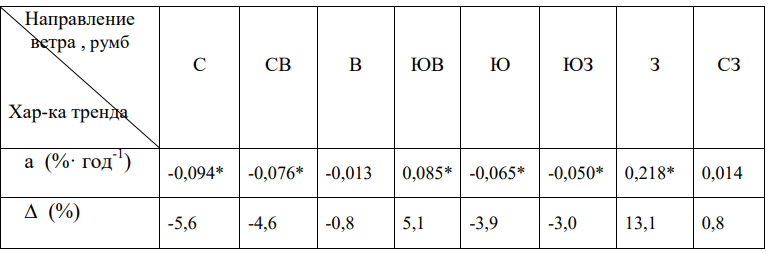 Направление
ветра , румб
Хар-ка тренда
С СВ В ЮВ Ю ЮЗ З СЗ
а (%· год-1) -0,094* -0,076* -0,013 0,085* -0,065* -0,050* 0,218* 0,014
Δ (%) -5,6 -4,6 -0,8 5,1 -3,9 -3,0 13,1 0,8